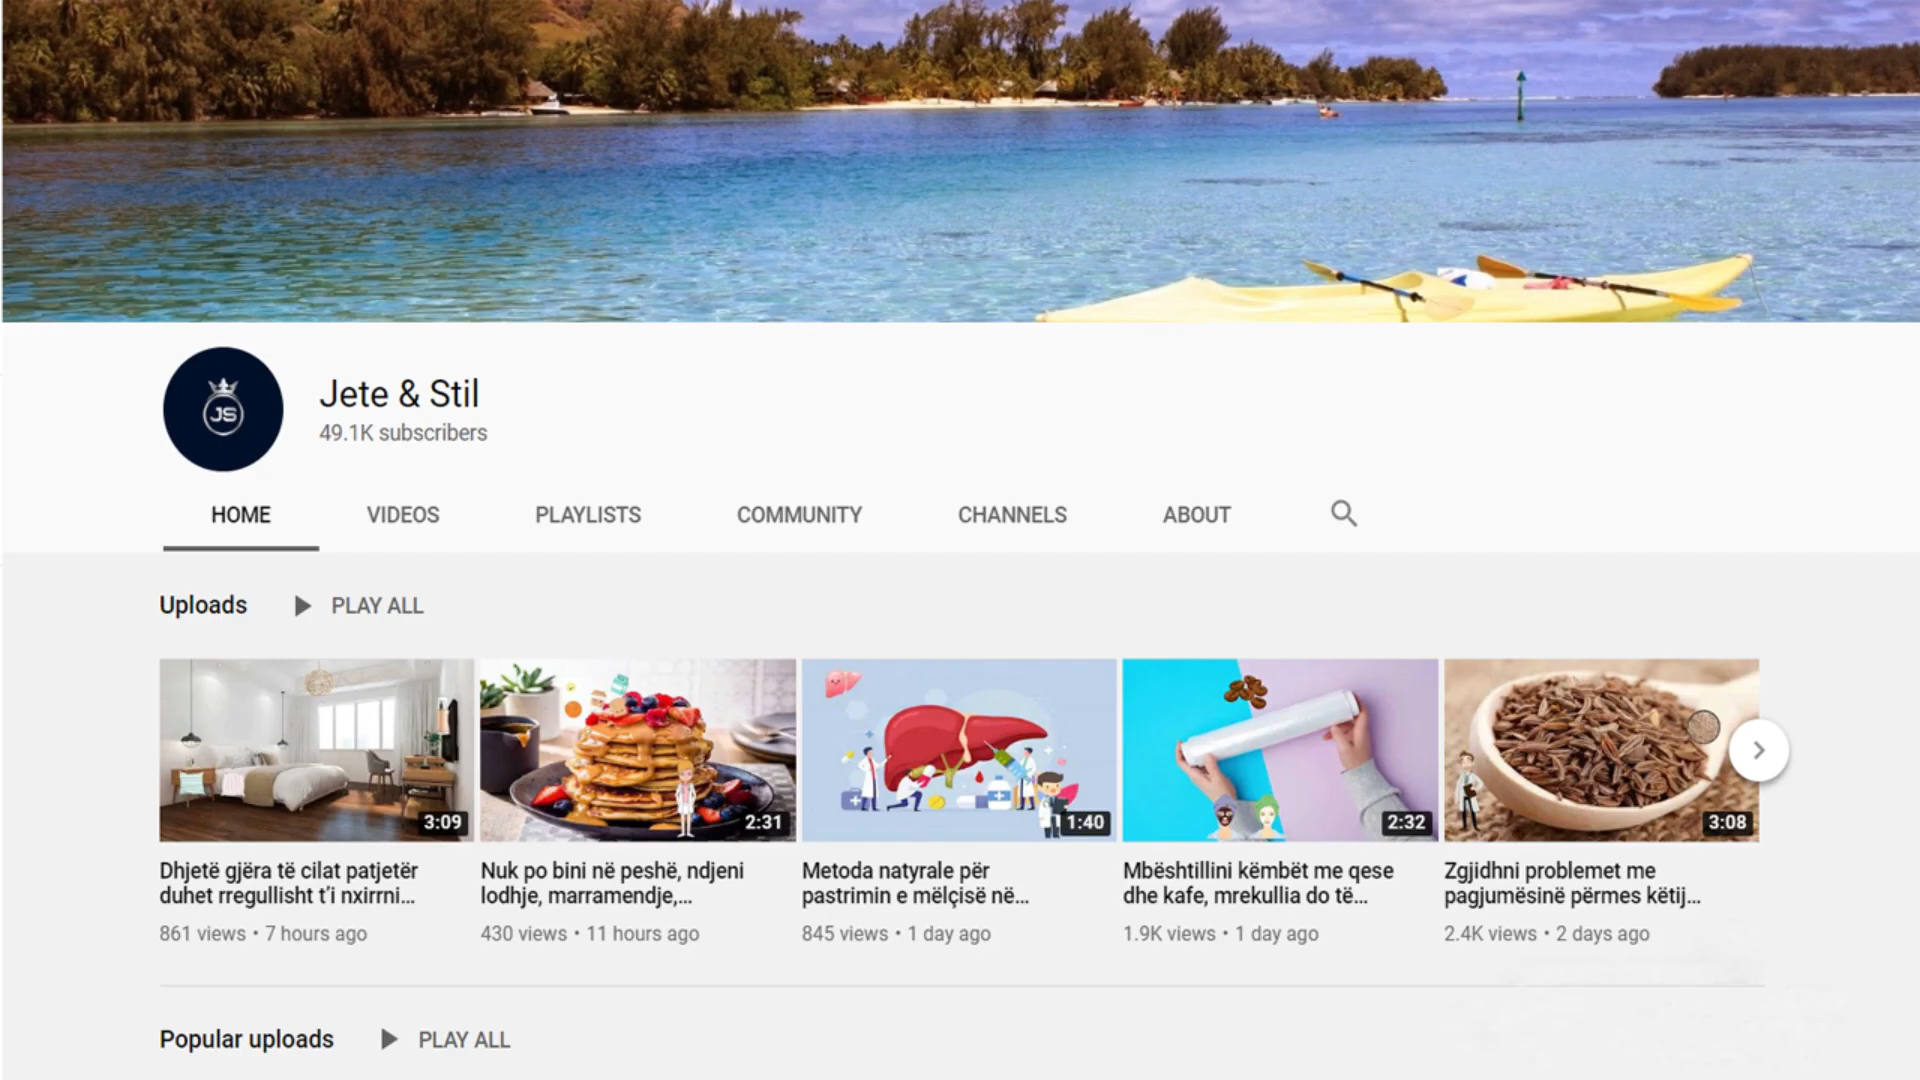 JS
Jete & Stil
49.1K subscribers
HOME VIDEOS PLAYLISTS COMMUNITY CHANNELS ABOUT
Uploads PLAY ALL
3:09 2:31 1:40 2:32 3:08
Dhjetë gjëra të cilat patjetër
duhet rregullisht t'i nxirrni...
861 views • 7 hours ago
Nuk po bini në peshë, ndjeni
lodhje, marramendje,...
430 views • 11 hours ago
Metoda natyrale për
pastrimin e mëlçisë në...
845 views • 1 day ago
Mbështillini këmbët me qese
dhe kafe, mrekullia do të...
1.9K views • 1 day ago
Zgjidhni problemet me
pagjumësinë përmes këtij...
2.4K views • 2 days ago
Popular uploads PLAY ALL